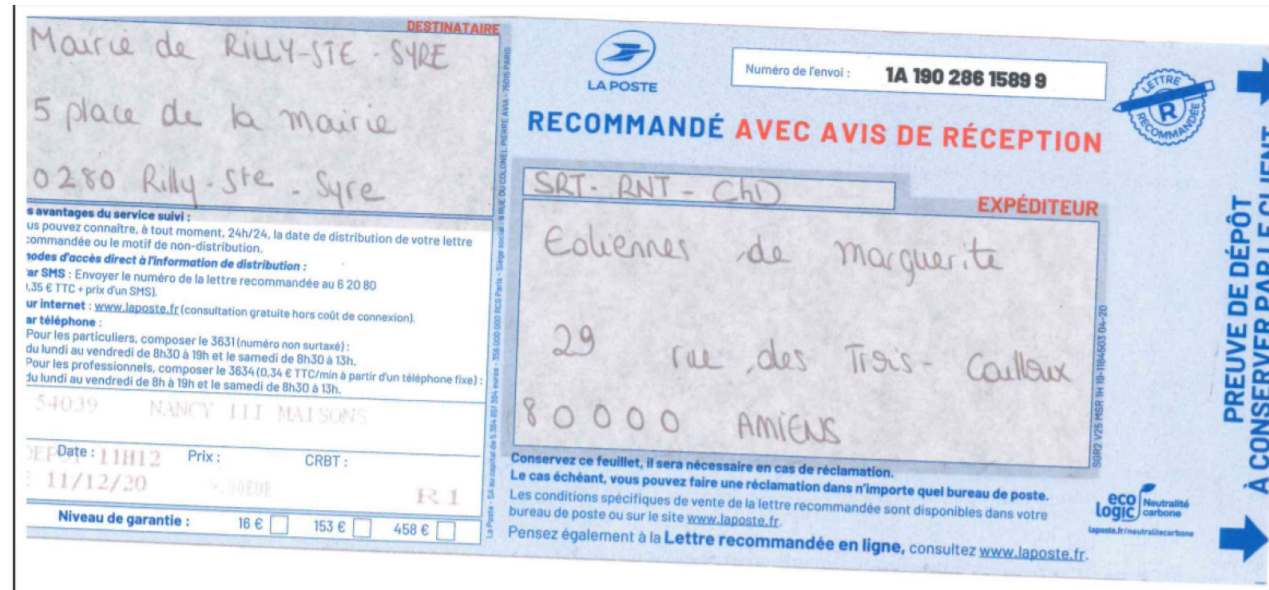 DESTINATAIRE
Mairie de RILLY-STE-SYRE
5 place de la mairie
0280 Rilly-Ste-Syre
s avantages du service suivi :
us pouvez connaître, à tout moment, 24h/24, la date de distribution de votre lettre
commandée ou le motif de non-distribution.
modes d'accès direct à l'information de distribution :
ar SMS : Envoyer le numéro de la lettre recommandée au 6 20 80
,35 € TTC + prix d'un SMS).
ur internet : www.laposte.fr (consultation gratuite hors coût de connexion).
ar téléphone :
Pour les particuliers, composer le 3631 (numéro non surtaxé) :
du lundi au vendredi de 8h30 à 19h et le samedi de 8h30 à 13h.
Pour les professionnels, composer le 3634 (0,34 € TTC/min à partir d'un téléphone fixe) :
du lundi au vendredi de 8h à 19h et le samedi de 8h30 à 13h.
54039 NANCY III MAISONS
Date : 11H12 Prix : CRBT :
11/12/20 R1
Niveau de garantie : 16 € 153 € 458 €
LA POSTE
Numéro de l'envoi : 1A 190 286 1589 9
LETTRE R RECOMMANDÉE
RECOMMANDÉ AVEC AVIS DE RÉCEPTION
SRT-RNT-ChD
EXPÉDITEUR
Eoliennes de marguerite
29 rue des Trois-Cailloux
80000 AMIENS
Conservez ce feuillet, il sera nécessaire en cas de réclamation.
Le cas échéant, vous pouvez faire une réclamation dans n'importe quel bureau de poste.
Les conditions spécifiques de vente de la lettre recommandée sont disponibles dans votre
bureau de poste ou sur le site www.laposte.fr.
Pensez également à la Lettre recommandée en ligne, consultez www.laposte.fr.
SGR2 V25 MSR 1H 19-1184503 04-20
eco logic Neutralité carbone
laposte.fr/neutralitecarbone
PREUVE DE DÉPÔT
À CONSERVER PAR LE CLIENT